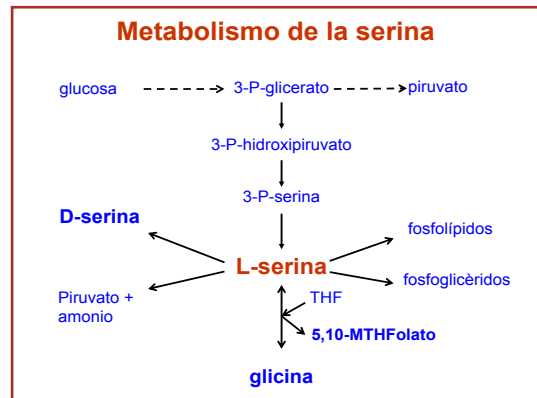 Metabolismo de la serina
glucosa
3-P-glicerato
piruvato
3-P-hidroxipiruvato
3-P-serina
D-serina
fosfolípidos
L-serina
fosfoglicèridos
Piruvato +
amonio
THF
5,10-MTHFolato
glicina